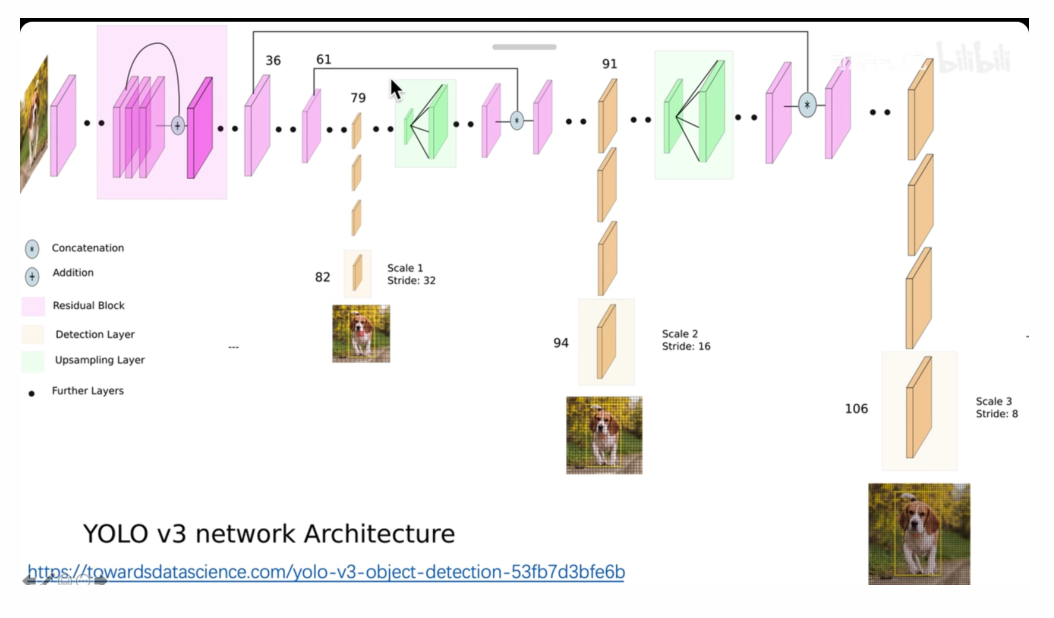 36
61
91
79
bilibili
*
*
+
Concatenation
*
Addition
+
Residual Block
Detection Layer
Upsampling Layer
Further Layers
---
82
Scale 1
Stride: 32
94
Scale 2
Stride: 16
106
Scale 3
Stride: 8
YOLO v3 network Architecture
https://towardsdatascience.com/yolo-v3-object-detection-53fb7d3bfe6b